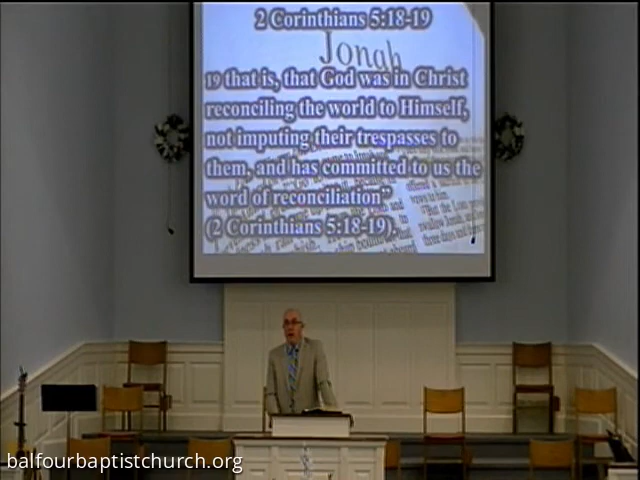 2 Corinthians 5:18-19
Jonah
19 that is, that God was in Christ
reconciling the world to Himself,
not imputing their trespasses to
them, and has committed to us the
word of reconciliation”
(2 Corinthians 5:18-19).
balfourbaptistchurch.org